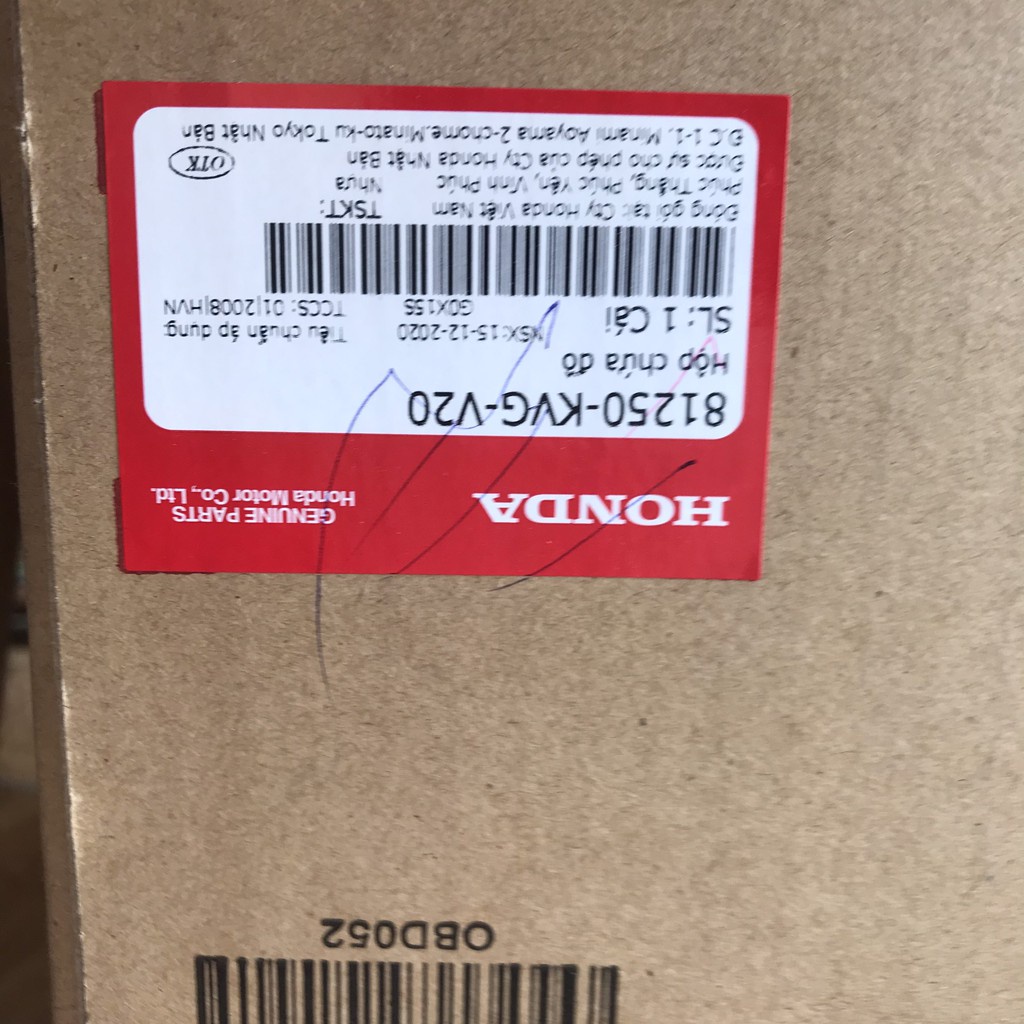 HONDA
GENUINE PARTS
Honda Motor Co., Ltd.
81250-KVG-V20
Hộp chứa đồ
SL: 1 Cái
NSX:15-12-2020
G0X15S
Tiêu chuẩn áp dụng:
TCCS: 01|2008|HVN
Đóng gói tại: Cty Honda Việt Nam
Phúc Thắng, Phúc Yên, Vĩnh Phúc
Được sự cho phép của Cty Honda Nhật Bản
Đ.C 1-1, Minami Aoyama 2-chome,Minato-ku Tokyo Nhật Bản
TSKT:
Nhựa
OTK
OBD052